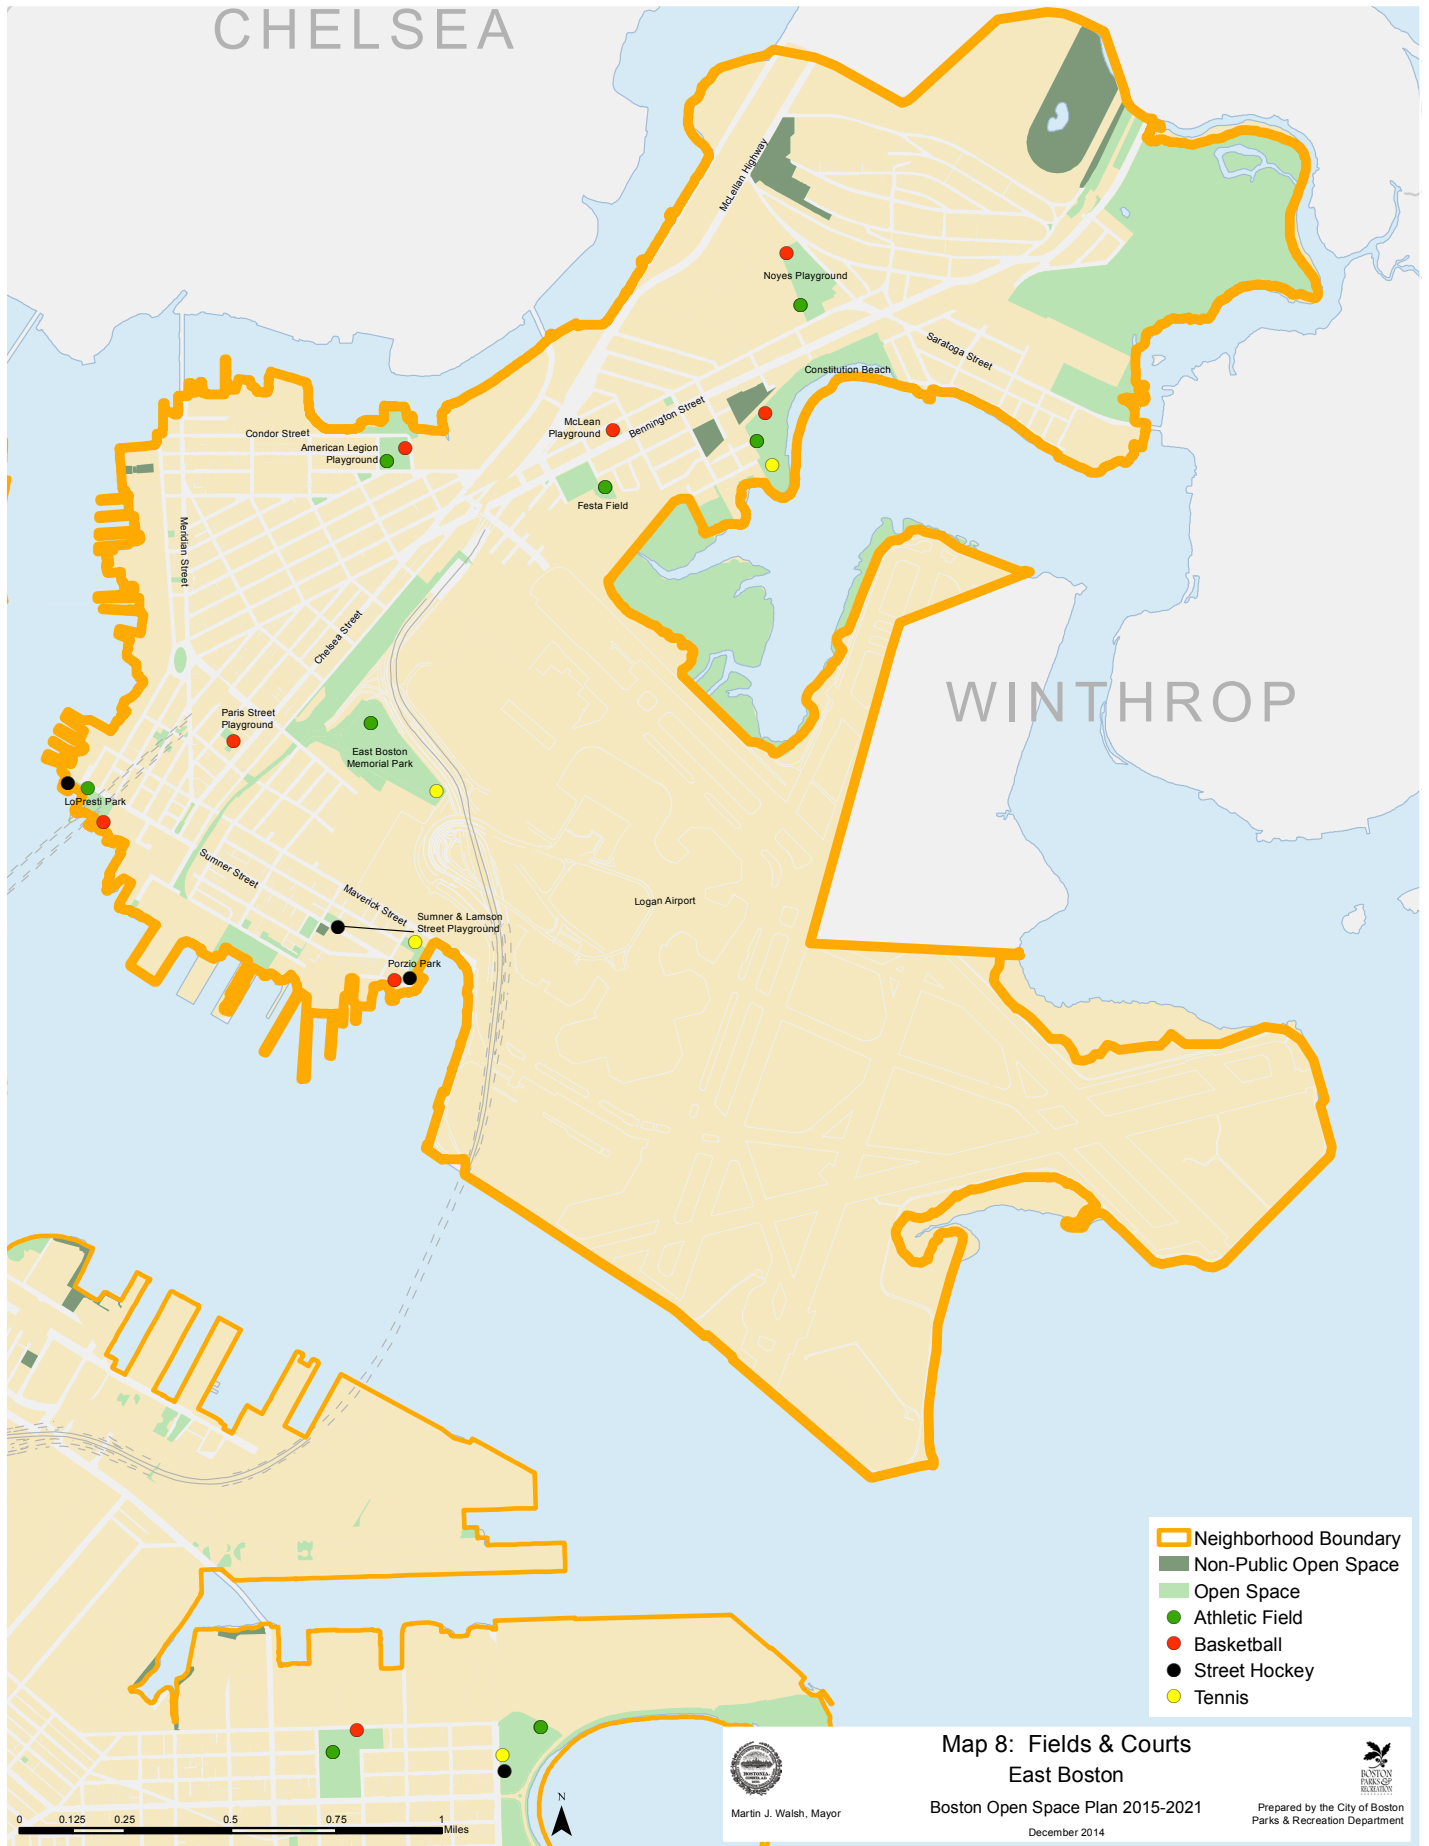 CHELSEA
McLellan Highway
Noyes Playground
Saratoga Street
Constitution Beach
Bennington Street
McLean
Playground
Condor Street
American Legion
Playground
Festa Field
Meridian Street
Chelsea Street
WINTHROP
Paris Street
Playground
East Boston
Memorial Park
LoPresti Park
Sumner Street
Maverick Street
Logan Airport
Sumner & Lamson
Street Playground
Porzio Park
Neighborhood Boundary
Non-Public Open Space
Open Space
Athletic Field
Basketball
Street Hockey
Tennis
Map 8: Fields & Courts
East Boston
Boston Open Space Plan 2015-2021
December 2014
Martin J. Walsh, Mayor
BOSTONIA
BOSTON
PARKS &
RECREATION
Prepared by the City of Boston
Parks & Recreation Department
N
0 0.125 0.25 0.5 0.75 1
Miles